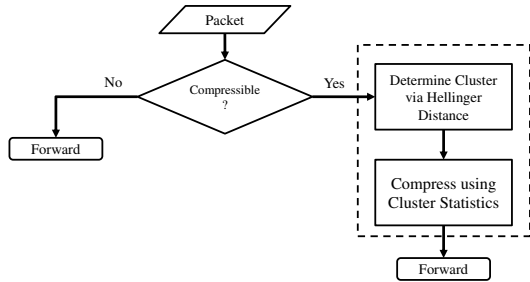 Packet
Compressible
?
No
Yes
Forward
Determine Cluster
via Hellinger
Distance
Compress using
Cluster Statistics
Forward